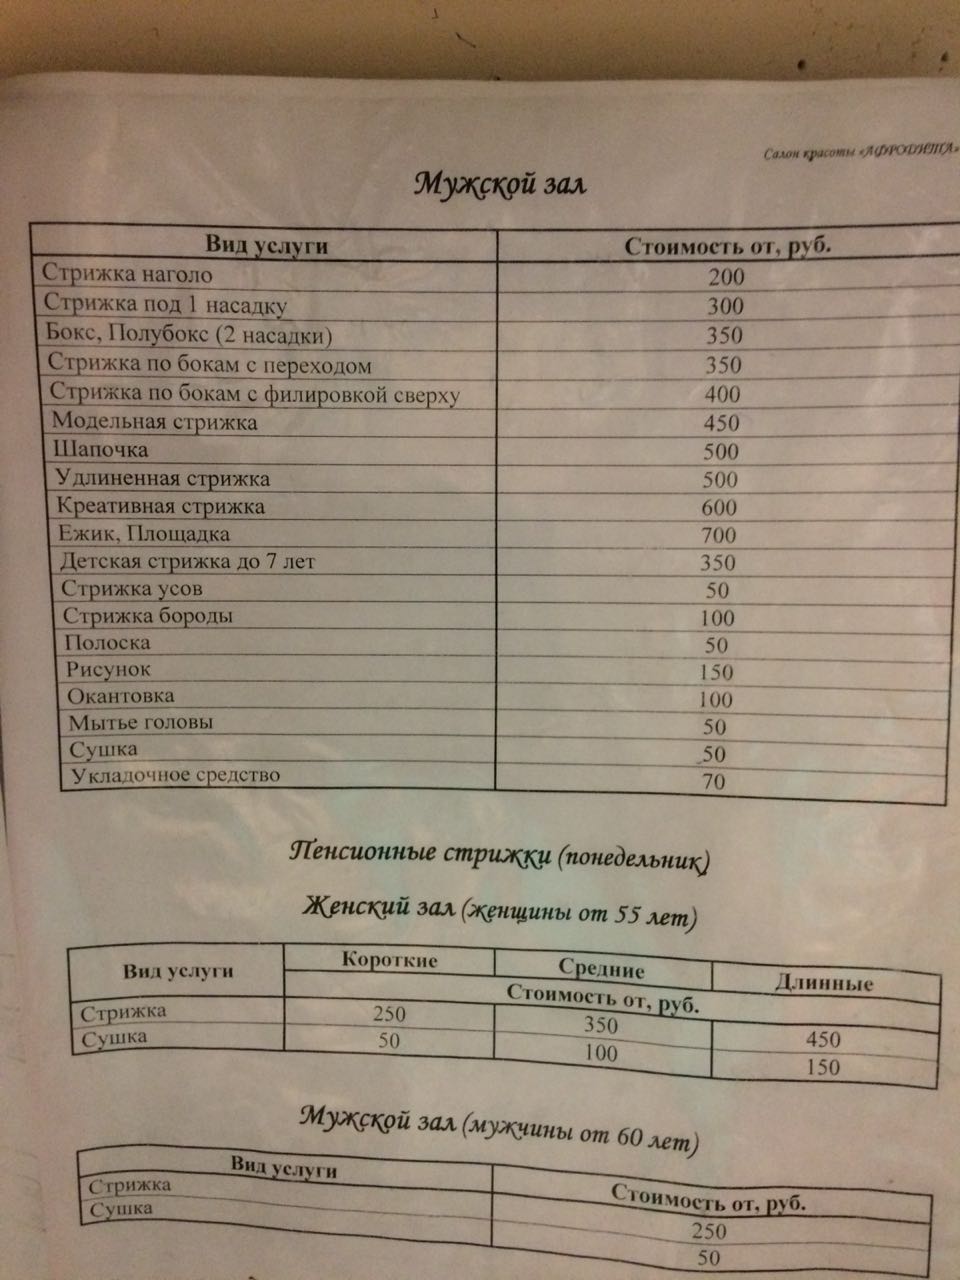 Салон красоты «АФРОДИТА»
Мужской зал
Вид услуги Стоимость от, руб.
Стрижка наголо 200
Стрижка под 1 насадку 300
Бокс, Полубокс (2 насадки) 350
Стрижка по бокам с переходом 350
Стрижка по бокам с филировкой сверху 400
Модельная стрижка 450
Шапочка 500
Удлиненная стрижка 500
Креативная стрижка 600
Ежик, Площадка 700
Детская стрижка до 7 лет 350
Стрижка усов 50
Стрижка бороды 100
Полоска 50
Рисунок 150
Окантовка 100
Мытье головы 50
Сушка 50
Укладочное средство 70
Пенсионные стрижки (понедельник)
Женский зал (женщины от 55 лет)
Вид услуги Короткие Средние Длинные
Стоимость от, руб.
Стрижка 250 350 450
Сушка 50 100 150
Мужской зал (мужчины от 60 лет)
Вид услуги Стоимость от, руб.
Стрижка 250
Сушка 50